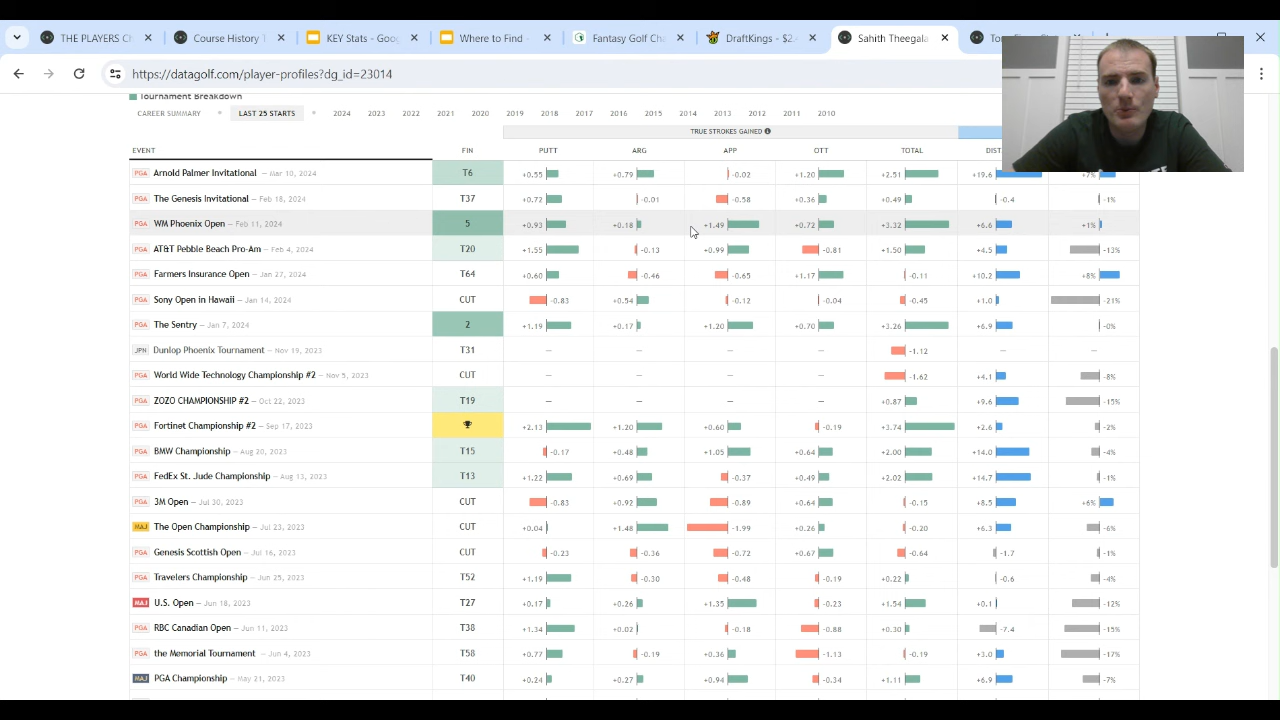 THE PLAYERS Ch
Course History T
KEY Stats - Goo
Where to Find -
Fantasy Golf Cha
DraftKings - $2
Sahith Theegala
https://datagolf.com/player-profiles?dg_id=23014
Tournament Breakdown
CAREER SUMMARY LAST 25 STARTS 2024 2023 2022 2020 2019 2018 2017 2016 2015 2014 2013 2012 2011 2010
TRUE STROKES GAINED
EVENT FIN PUTT ARG APP OTT TOTAL DIST
PGA Arnold Palmer Invitational – Mar 10, 2024 T6 +0.55 +0.79 -0.02 +1.20 +2.51 +19.6 +7%
PGA The Genesis Invitational – Feb 18, 2024 T37 +0.72 -0.01 -0.58 +0.36 +0.49 -0.4 -1%
PGA WM Phoenix Open – Feb 11, 2024 5 +0.93 +0.18 +1.49 +0.72 +3.32 +6.6 +1%
PGA AT&T Pebble Beach Pro-Am – Feb 4, 2024 T20 +1.55 -0.13 +0.99 -0.81 +1.50 +4.5 -13%
PGA Farmers Insurance Open – Jan 27, 2024 T64 +0.60 -0.46 -0.65 +1.17 -0.11 +10.2 +8%
PGA Sony Open in Hawaii – Jan 14, 2024 CUT -0.83 +0.54 -0.12 -0.04 -0.45 +1.0 -21%
PGA The Sentry – Jan 7, 2024 2 +1.19 +0.17 +1.20 +0.70 +3.26 +6.9 -0%
JPN Dunlop Phoenix Tournament – Nov 19, 2023 T31 — — — — -1.12 — —
PGA World Wide Technology Championship #2 – Nov 5, 2023 CUT — — — — -1.62 +4.1 -8%
PGA ZOZO CHAMPIONSHIP #2 – Oct 22, 2023 T19 — — — — +0.87 +9.6 -15%
PGA Fortinet Championship #2 – Sep 17, 2023 +2.13 +1.20 +0.60 -0.19 +3.74 +2.6 -2%
PGA BMW Championship – Aug 20, 2023 T15 -0.17 +0.48 +1.05 +0.64 +2.00 +14.0 -4%
PGA FedEx St. Jude Championship – Aug 13, 2023 T13 +1.22 +0.69 -0.37 +0.49 +2.02 +14.7 -1%
PGA 3M Open – Jul 30, 2023 CUT -0.83 +0.92 -0.89 +0.64 -0.15 +8.5 +6%
MAJ The Open Championship – Jul 23, 2023 CUT +0.04 +1.48 -1.99 +0.26 -0.20 +6.3 -6%
PGA Genesis Scottish Open – Jul 16, 2023 CUT -0.23 -0.36 -0.72 +0.67 -0.64 -1.7 -1%
PGA Travelers Championship – Jun 25, 2023 T52 +1.19 -0.30 -0.48 -0.19 +0.22 -0.6 -4%
MAJ U.S. Open – Jun 18, 2023 T27 +0.17 +0.26 +1.35 -0.23 +1.54 +0.1 -12%
PGA RBC Canadian Open – Jun 11, 2023 T38 +1.34 +0.02 -0.18 -0.88 +0.30 -7.4 -15%
PGA the Memorial Tournament – Jun 4, 2023 T58 +0.77 -0.19 +0.36 -1.13 -0.19 +3.0 -17%
MAJ PGA Championship – May 21, 2023 T40 +0.24 +0.27 +0.94 -0.34 +1.11 +6.9 -7%